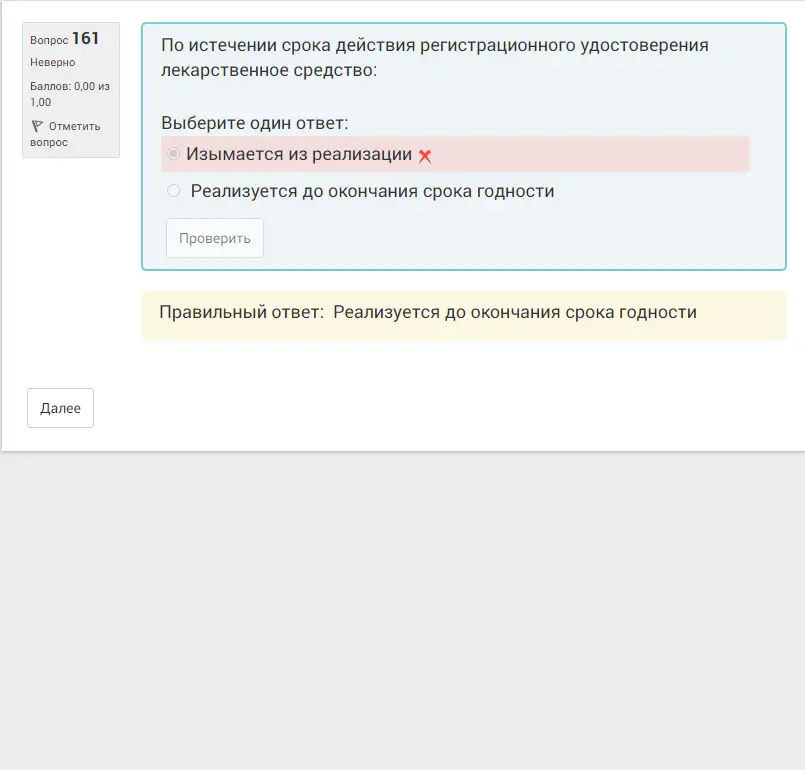 Вопрос 161
Неверно
Баллов: 0,00 из
1,00
Отметить
вопрос
По истечении срока действия регистрационного удостоверения
лекарственное средство:
Выберите один ответ:
Изымается из реализации
Реализуется до окончания срока годности
Проверить
Правильный ответ: Реализуется до окончания срока годности
Далее